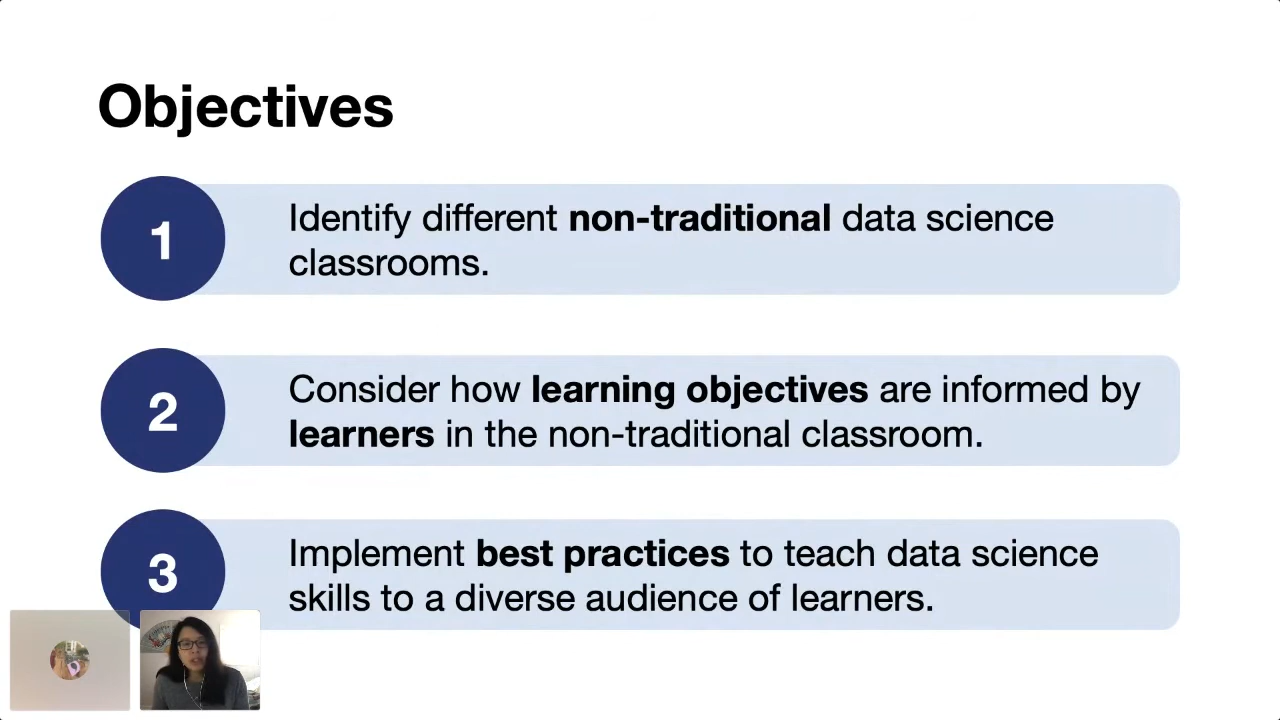 Objectives
1
Identify different non-traditional data science
classrooms.
2
Consider how learning objectives are informed by
learners in the non-traditional classroom.
3
Implement best practices to teach data science
skills to a diverse audience of learners.